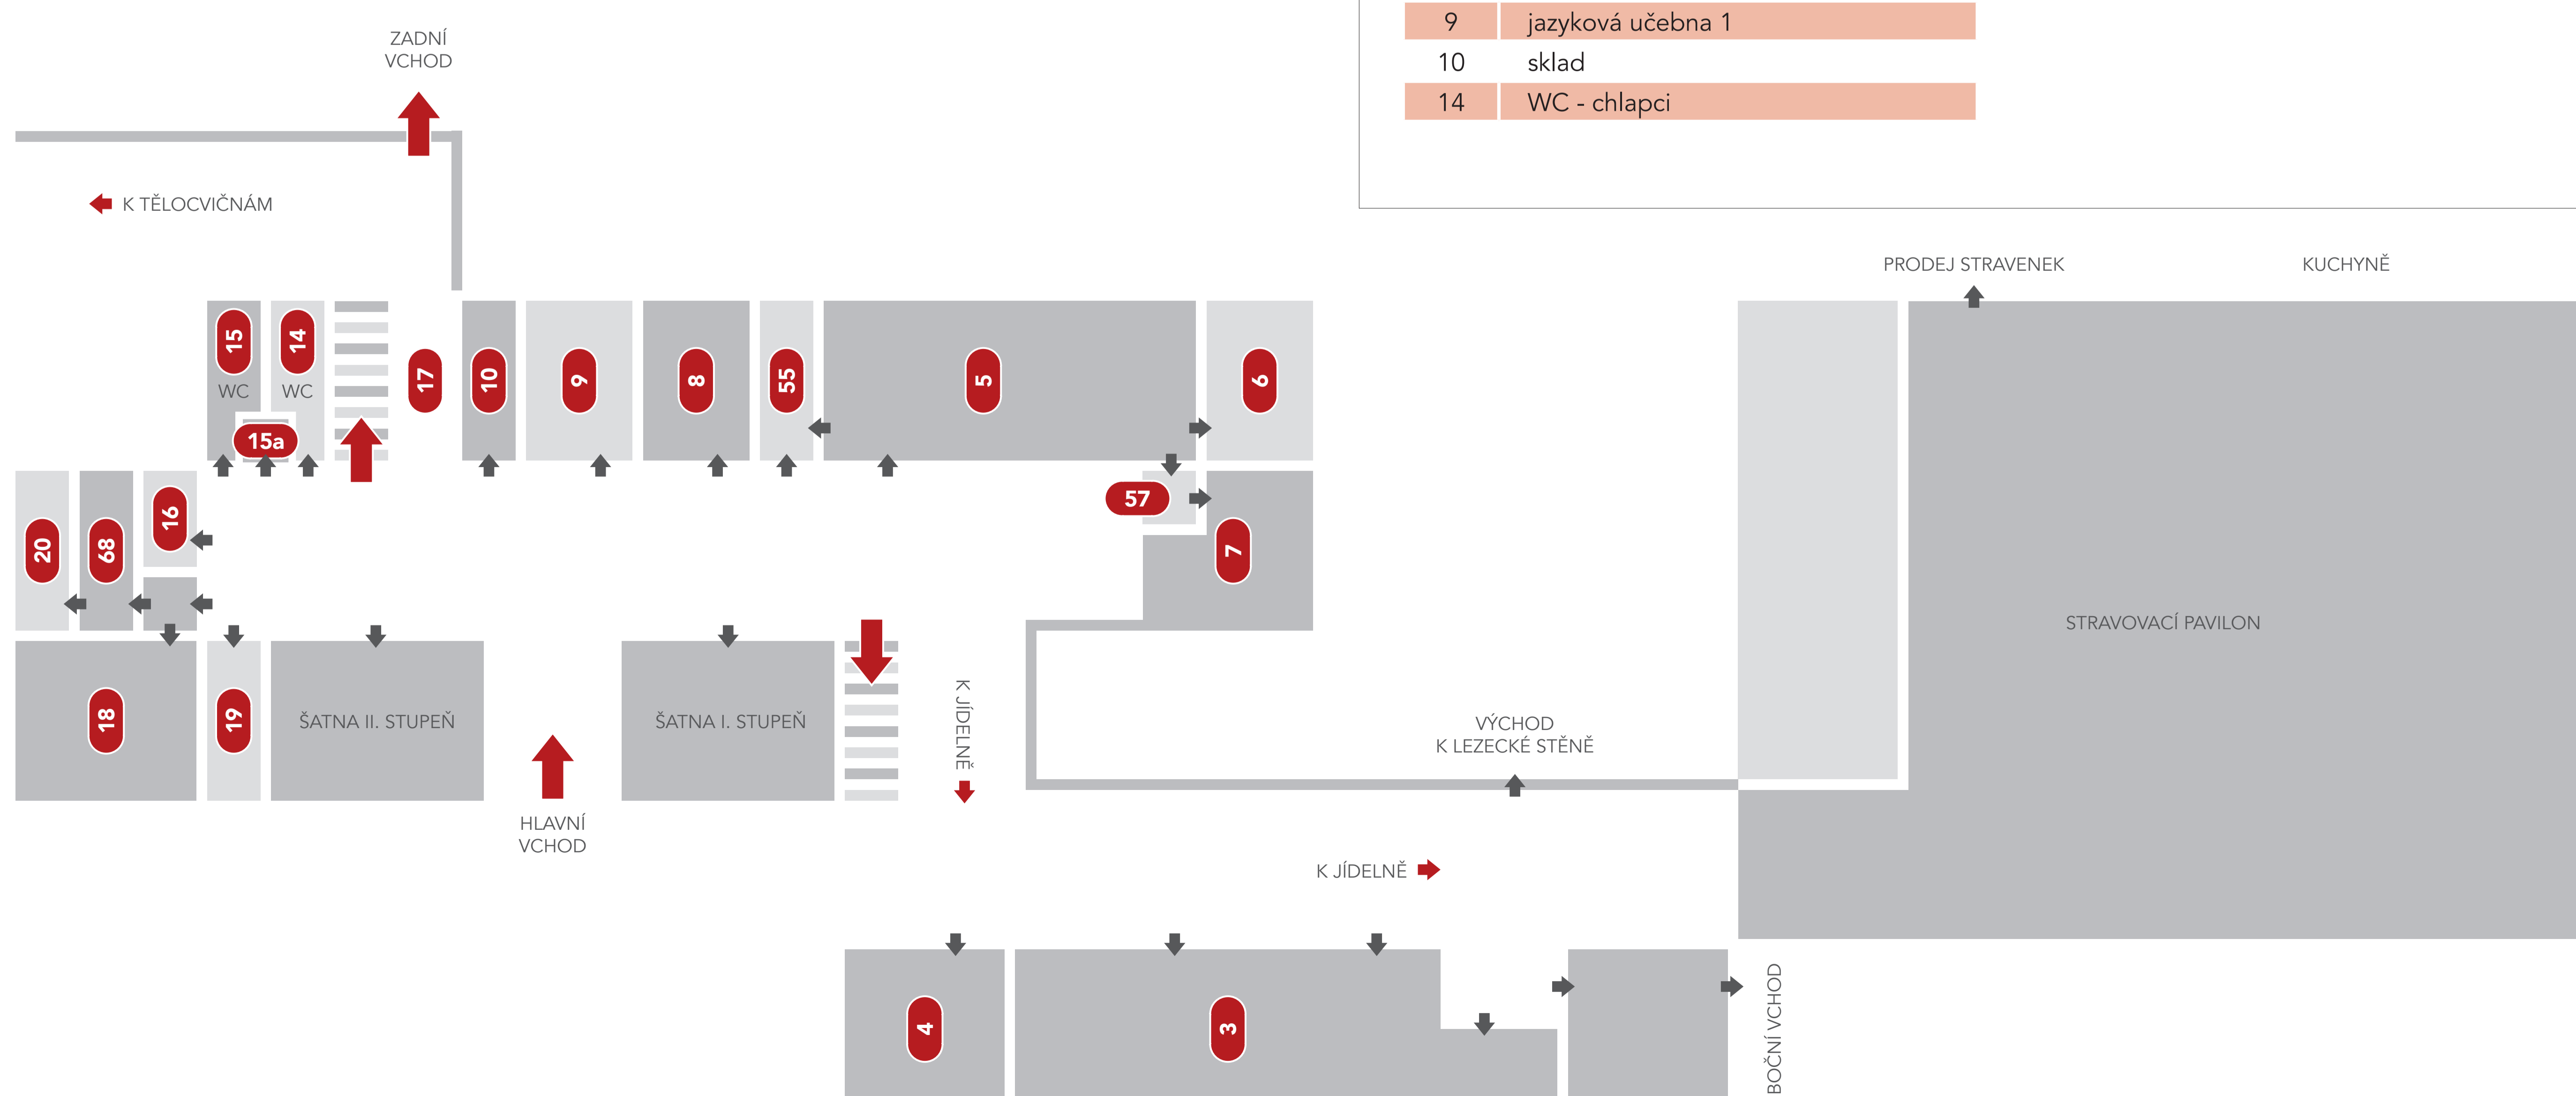 9 jazyková učebna 1
10 sklad
14 WC - chlapci
ZADNÍ
VCHOD
K TĚLOCVIČNÁM
PRODEJ STRAVENEK
KUCHYNĚ
15
WC
14
WC
15a
17
10
9
8
55
5
6
57
7
20
68
16
18
19
ŠATNA II. STUPEŇ
ŠATNA I. STUPEŇ
HLAVNÍ
VCHOD
K JÍDELNĚ
VÝCHOD
K LEZECKÉ STĚNĚ
STRAVOVACÍ PAVILON
K JÍDELNĚ
4
3
BOČNÍ VCHOD